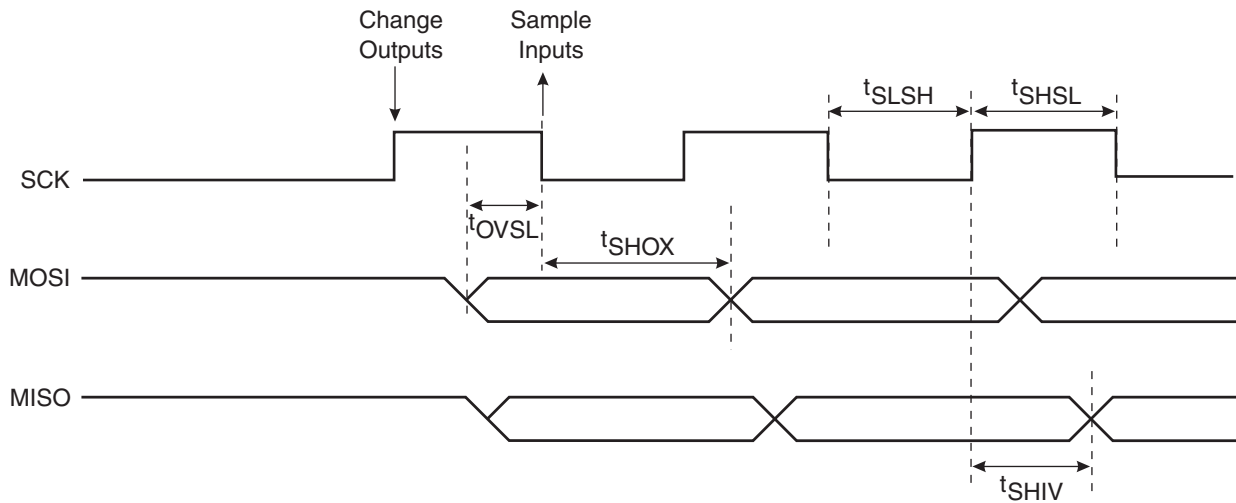 Change
Outputs
Sample
Inputs
tSLSH
tSHSL
SCK
tOVSL
tSHOX
MOSI
MISO
tSHIV